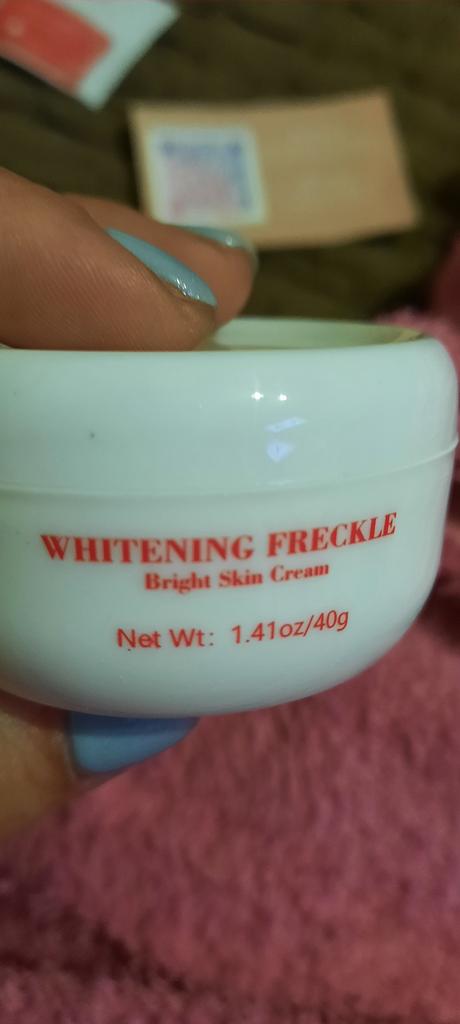 WHITENING FRECKLE
Bright Skin Cream
Net Wt: 1.41oz/40g